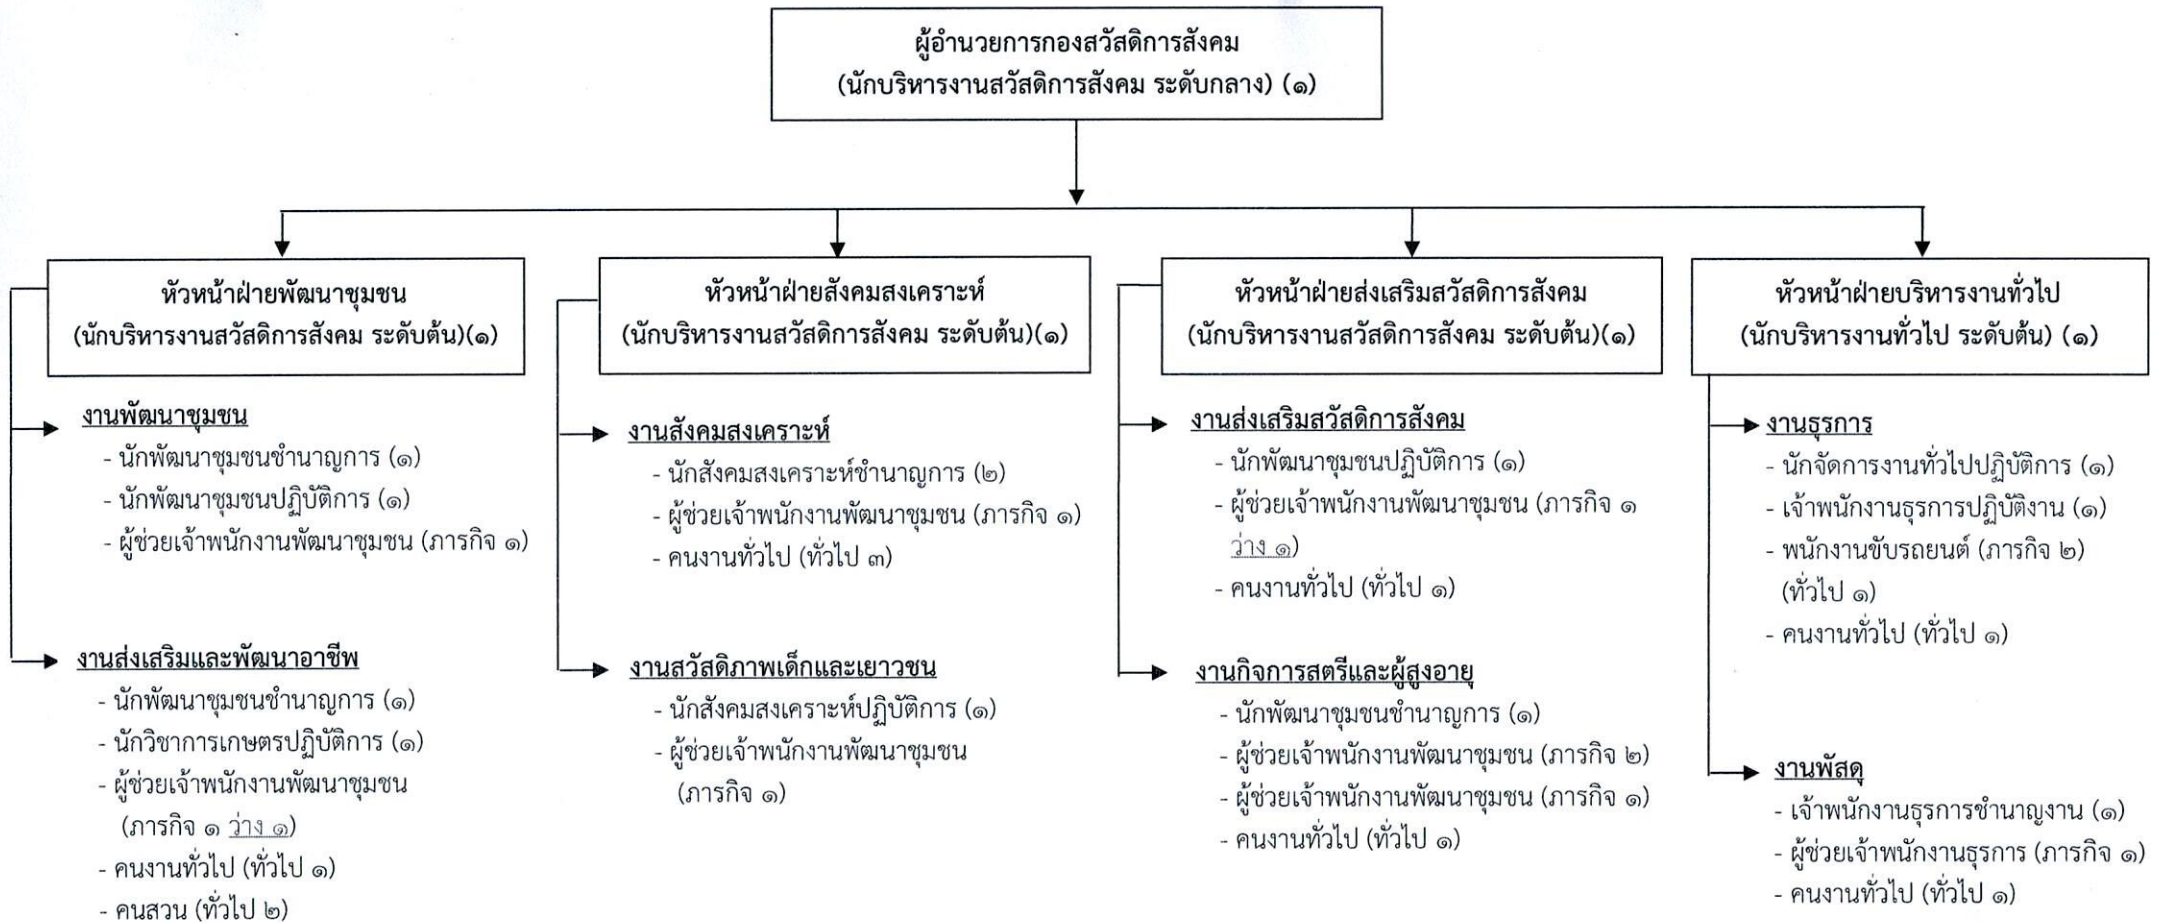 ผู้อำนวยการกองสวัสดิการสังคม
(นักบริหารงานสวัสดิการสังคม ระดับกลาง) (๑)
หัวหน้าฝ่ายพัฒนาชุมชน
(นักบริหารงานสวัสดิการสังคม ระดับต้น)(๑)
งานพัฒนาชุมชน
- นักพัฒนาชุมชนชำนาญการ (๑)
- นักพัฒนาชุมชนปฏิบัติการ (๑)
- ผู้ช่วยเจ้าพนักงานพัฒนาชุมชน (ภารกิจ ๑)
งานส่งเสริมและพัฒนาอาชีพ
- นักพัฒนาชุมชนชำนาญการ (๑)
- นักวิชาการเกษตรปฏิบัติการ (๑)
- ผู้ช่วยเจ้าพนักงานพัฒนาชุมชน
(ภารกิจ ๑ ว่าง ๑)
- คนงานทั่วไป (ทั่วไป ๑)
- คนสวน (ทั่วไป ๒)
หัวหน้าฝ่ายสังคมสงเคราะห์
(นักบริหารงานสวัสดิการสังคม ระดับต้น)(๑)
งานสังคมสงเคราะห์
- นักสังคมสงเคราะห์ชำนาญการ (๒)
- ผู้ช่วยเจ้าพนักงานพัฒนาชุมชน (ภารกิจ ๑)
- คนงานทั่วไป (ทั่วไป ๓)
งานสวัสดิภาพเด็กและเยาวชน
- นักสังคมสงเคราะห์ปฏิบัติการ (๑)
- ผู้ช่วยเจ้าพนักงานพัฒนาชุมชน
(ภารกิจ ๑)
หัวหน้าฝ่ายส่งเสริมสวัสดิการสังคม
(นักบริหารงานสวัสดิการสังคม ระดับต้น)(๑)
งานส่งเสริมสวัสดิการสังคม
- นักพัฒนาชุมชนปฏิบัติการ (๑)
- ผู้ช่วยเจ้าพนักงานพัฒนาชุมชน (ภารกิจ ๑
ว่าง ๑)
- คนงานทั่วไป (ทั่วไป ๑)
งานกิจการสตรีและผู้สูงอายุ
- นักพัฒนาชุมชนชำนาญการ (๑)
- ผู้ช่วยเจ้าพนักงานพัฒนาชุมชน (ภารกิจ ๒)
- ผู้ช่วยเจ้าพนักงานพัฒนาชุมชน (ภารกิจ ๑)
- คนงานทั่วไป (ทั่วไป ๑)
หัวหน้าฝ่ายบริหารงานทั่วไป
(นักบริหารงานทั่วไป ระดับต้น) (๑)
งานธุรการ
- นักจัดการงานทั่วไปปฏิบัติการ (๑)
- เจ้าพนักงานธุรการปฏิบัติงาน (๑)
- พนักงานขับรถยนต์ (ภารกิจ ๒)
(ทั่วไป ๑)
- คนงานทั่วไป (ทั่วไป ๑)
งานพัสดุ
- เจ้าพนักงานธุรการชำนาญงาน (๑)
- ผู้ช่วยเจ้าพนักงานธุรการ (ภารกิจ ๑)
- คนงานทั่วไป (ทั่วไป ๑)